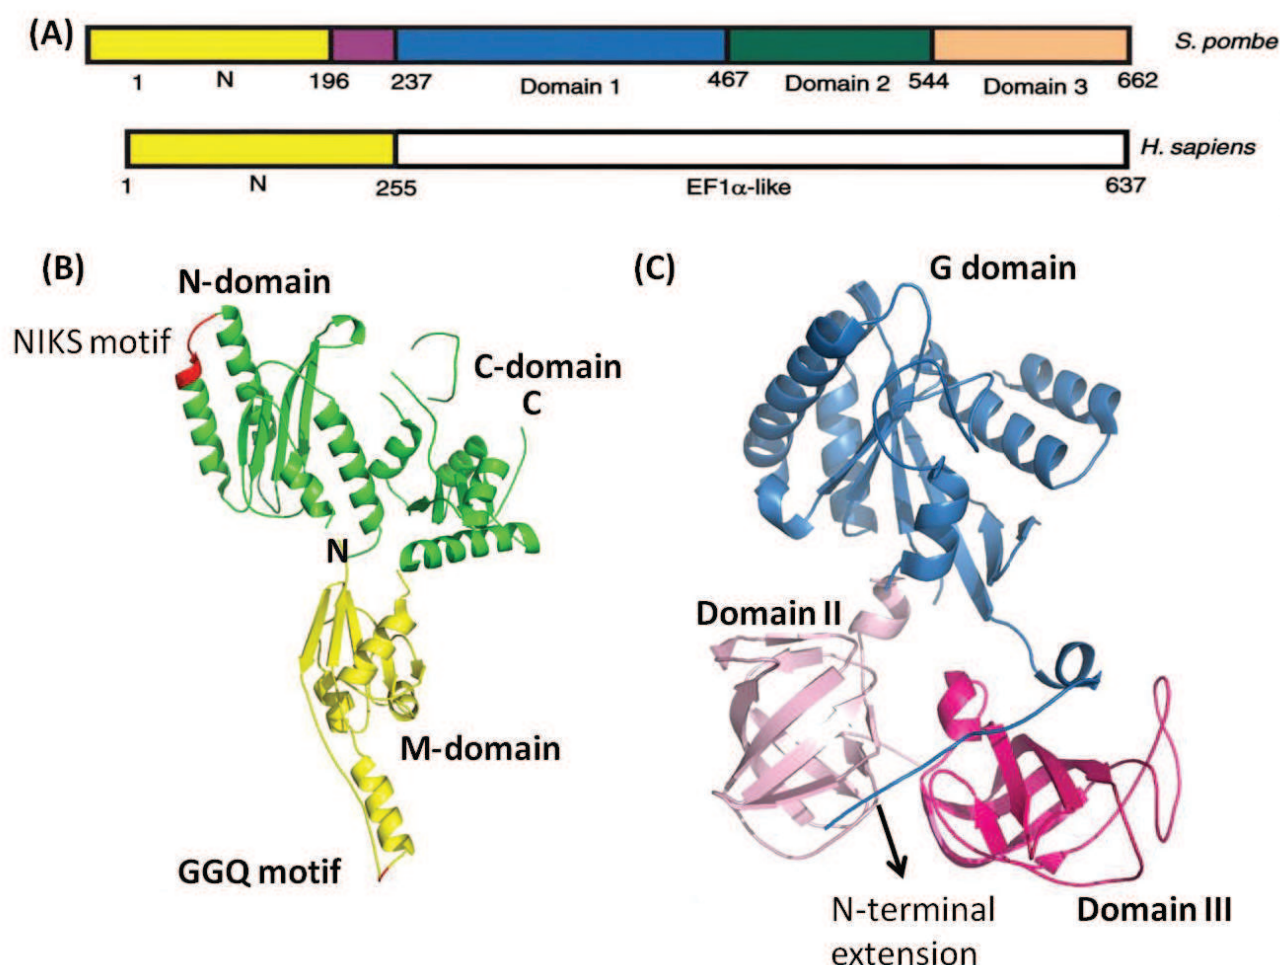 (A)
S. pombe
1 N 196 237 Domain 1 467 Domain 2 544 Domain 3 662
H. sapiens
1 N 255 EF1α-like 637
(B)
N-domain
NIKS motif
C-domain
C
N
M-domain
GGQ motif
(C)
G domain
Domain II
N-terminal
extension
Domain III